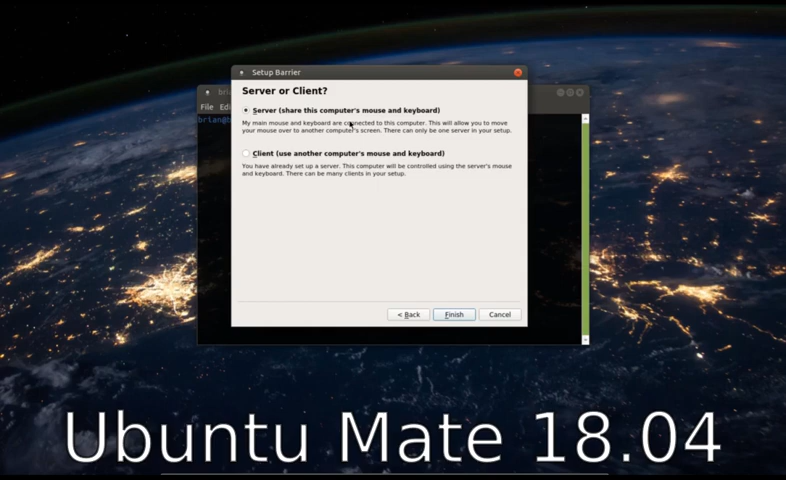 Setup Barrier
Server or Client?
Server (share this computer's mouse and keyboard)
My main mouse and keyboard are connected to this computer. This will allow you to move
your mouse over to another computer's screen. There can only be one server in your setup.
Client (use another computer's mouse and keyboard)
You have already set up a server. This computer will be controlled using the server's mouse
and keyboard. There can be many clients in your setup.
< Back
Finish
Cancel
File
Ubuntu Mate 18.04